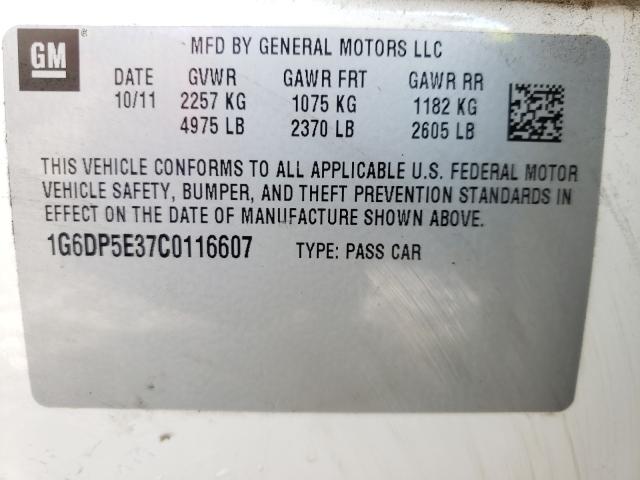 GM ®
MFD BY GENERAL MOTORS LLC
DATE GVWR GAWR FRT GAWR RR
10/11 2257 KG 1075 KG 1182 KG
4975 LB 2370 LB 2605 LB
THIS VEHICLE CONFORMS TO ALL APPLICABLE U.S. FEDERAL MOTOR
VEHICLE SAFETY, BUMPER, AND THEFT PREVENTION STANDARDS IN
EFFECT ON THE DATE OF MANUFACTURE SHOWN ABOVE.
1G6DP5E37C0116607 TYPE: PASS CAR